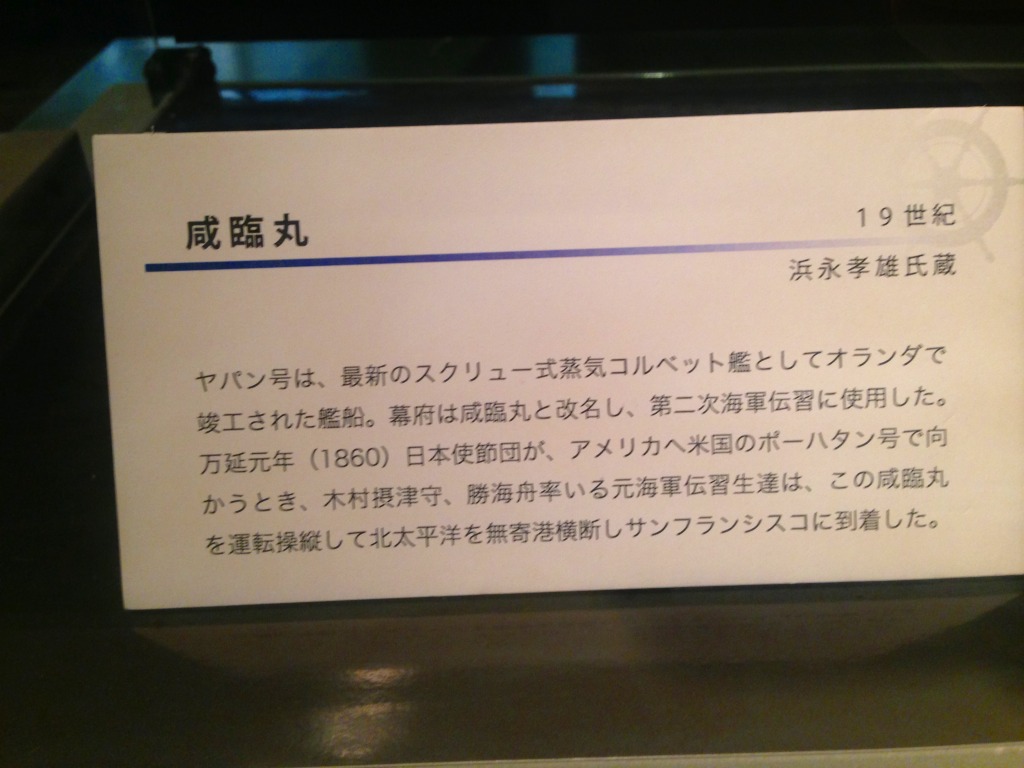 咸臨丸
19世紀
浜永孝雄氏蔵
ヤパン号は、最新のスクリュー式蒸気コルベット艦としてオランダで
竣工された艦船。幕府は咸臨丸と改名し、第二次海軍伝習に使用した。
万延元年（1860）日本使節団が、アメリカへ米国のポーハタン号で向
かうとき、木村摂津守、勝海舟率いる元海軍伝習生達は、この咸臨丸
を運転操縦して北太平洋を無寄港横断しサンフランシスコに到着した。